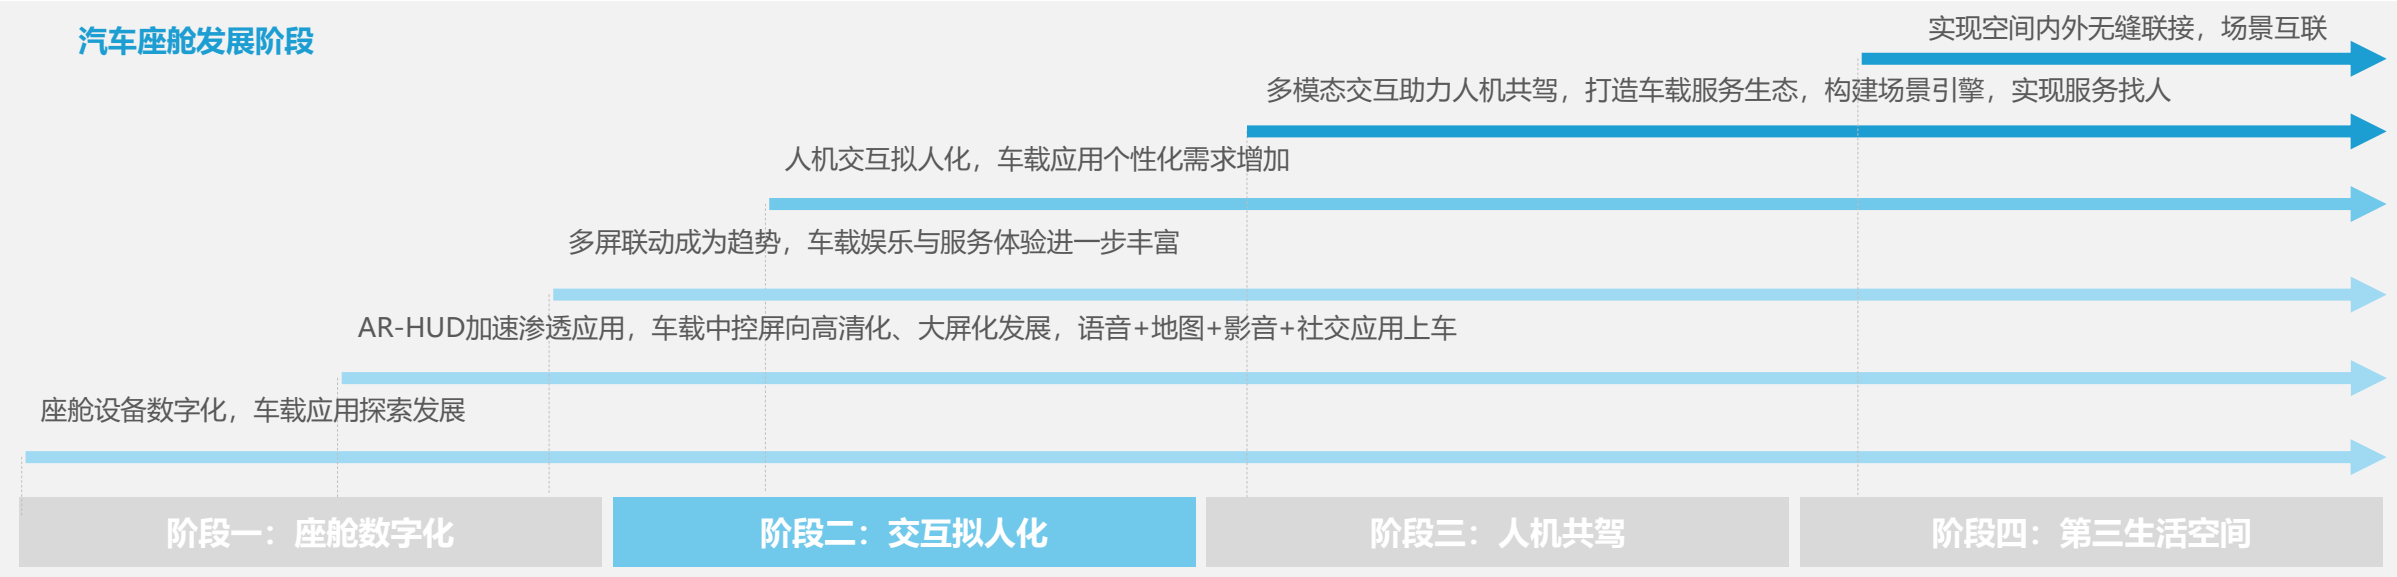 汽车座舱发展阶段
实现空间内外无缝联接，场景互联
多模态交互助力人机共驾，打造车载服务生态，构建场景引擎，实现服务找人
人机交互拟人化，车载应用个性化需求增加
多屏联动成为趋势，车载娱乐与服务体验进一步丰富
AR-HUD加速渗透应用，车载中控屏向高清化、大屏化发展，语音+地图+影音+社交应用上车
座舱设备数字化，车载应用探索发展
阶段一：座舱数字化
阶段二：交互拟人化
阶段三：人机共驾
阶段四：第三生活空间